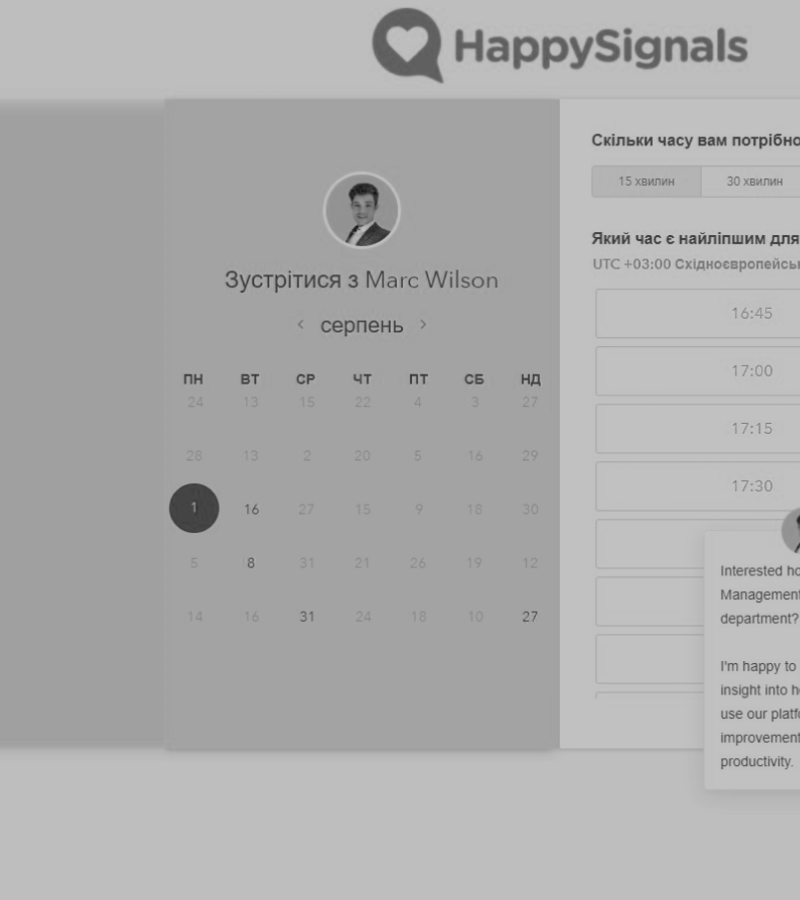 HappySignals
Зустрітися з Marc Wilson
серпень
ПН ВТ СР ЧТ ПТ СБ НД
24 13 15 22 4 3 27
28 13 2 20 5 16 29
1 16 27 15 9 18 30
5 8 31 21 26 19 12
14 16 31 24 18 10 27
Скільки часу вам потрібно
15 хвилин 30 хвилин
Який час є найліпшим для
UTC +03:00 Східноєвропейськ
16:45
17:00
17:15
17:30
Interested ho
Management
department?
I'm happy to
insight into h
use our platfo
improvement
productivity.